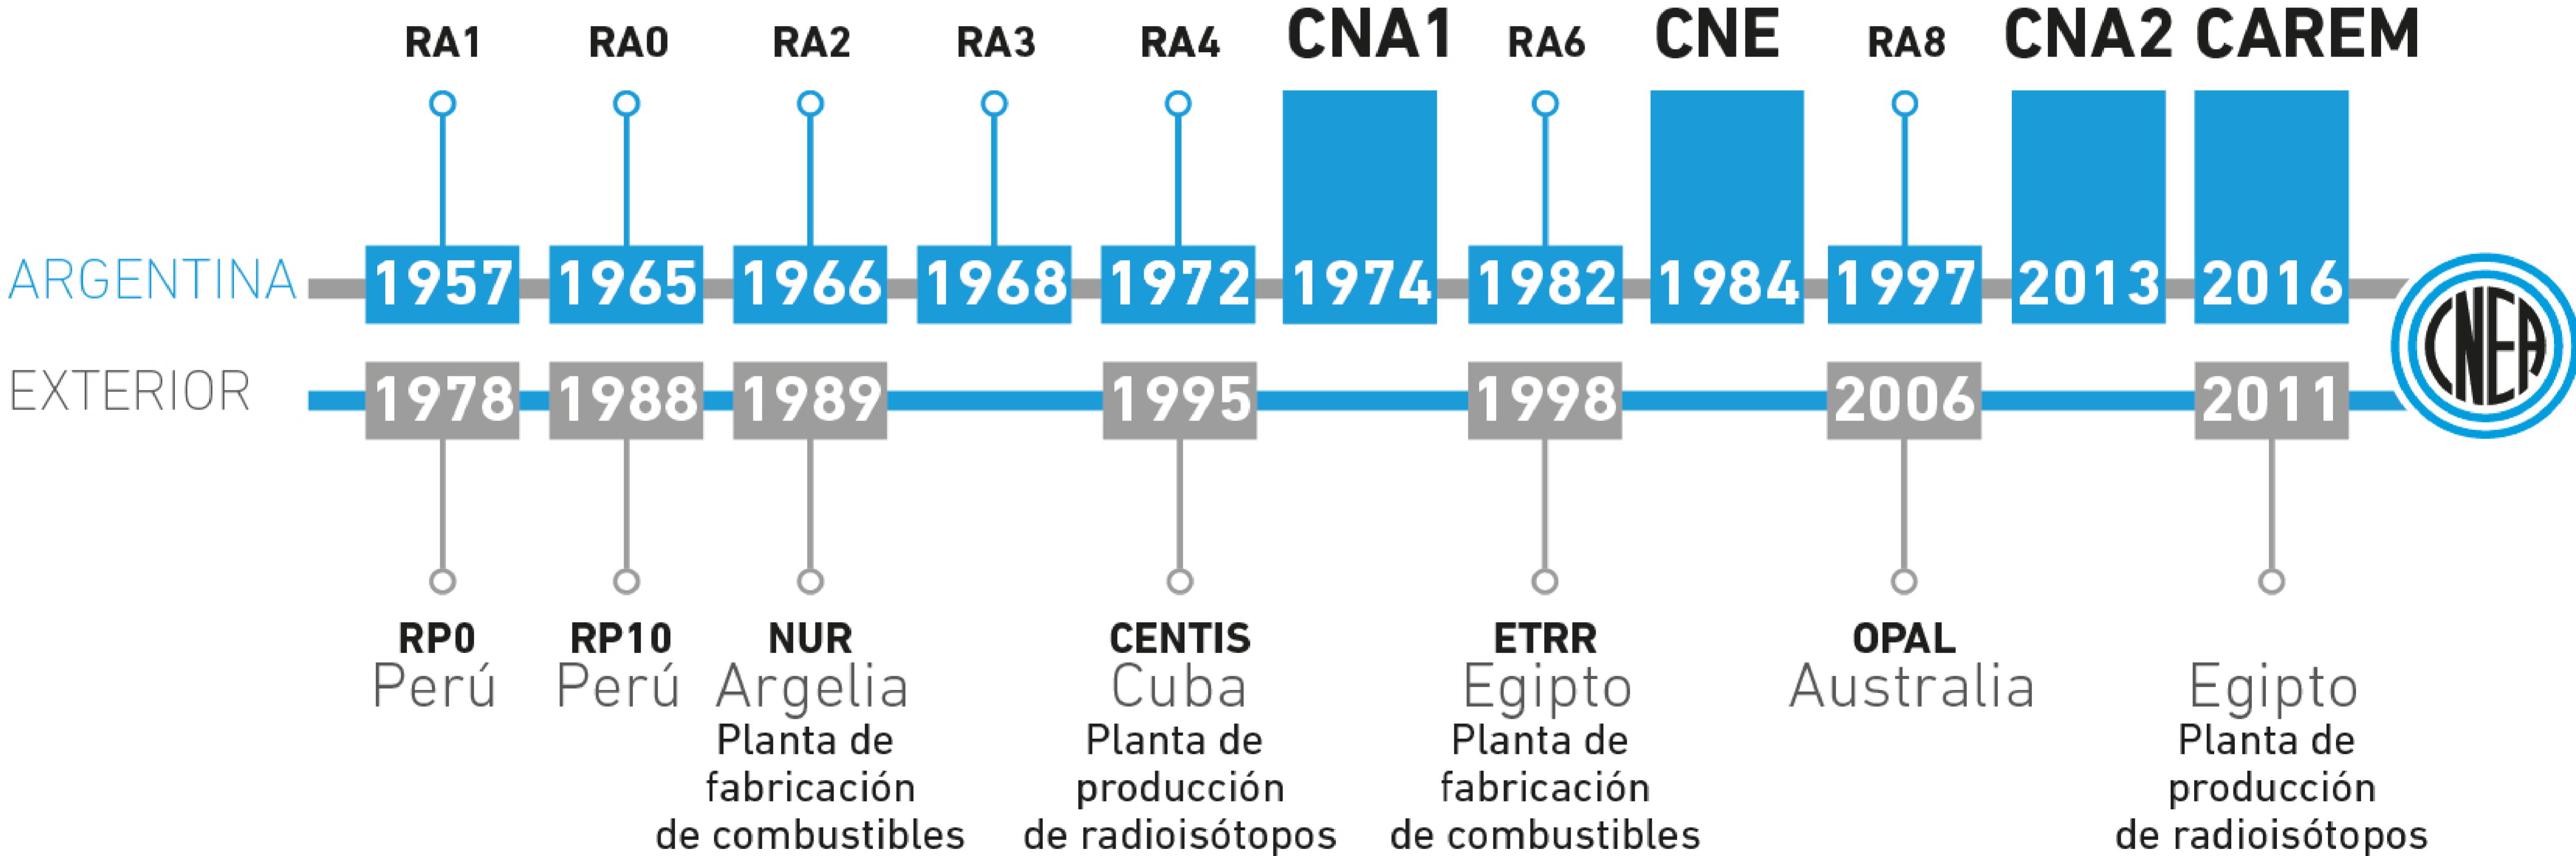 RA1 RA0 RA2 RA3 RA4 CNA1 RA6 CNE RA8 CNA2 CAREM
ARGENTINA 1957 1965 1966 1968 1972 1974 1982 1984 1997 2013 2016
CNEA
EXTERIOR 1978 1988 1989 1995 1998 2006 2011
RP0 RP10 NUR CENTIS ETRR OPAL
Perú Perú Argelia Cuba Egipto Australia Egipto
Planta de Planta de Planta de Planta de
fabricación producción fabricación producción
de combustibles de radioisótopos de combustibles de radioisótopos